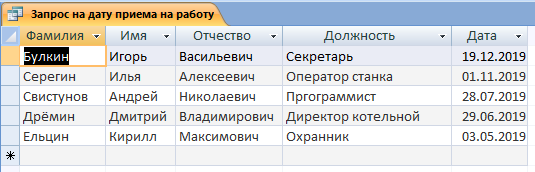 Запрос на дату приема на работу
Фамилия Имя Отчество Должность Дата
Булкин Игорь Васильевич Секретарь 19.12.2019
Серегин Илья Алексеевич Оператор станка 01.11.2019
Свистунов Андрей Николаевич Пргограммист 28.07.2019
Дрёмин Дмитрий Владимирович Директор котельной 29.06.2019
Ельцин Кирилл Максимович Охранник 03.05.2019